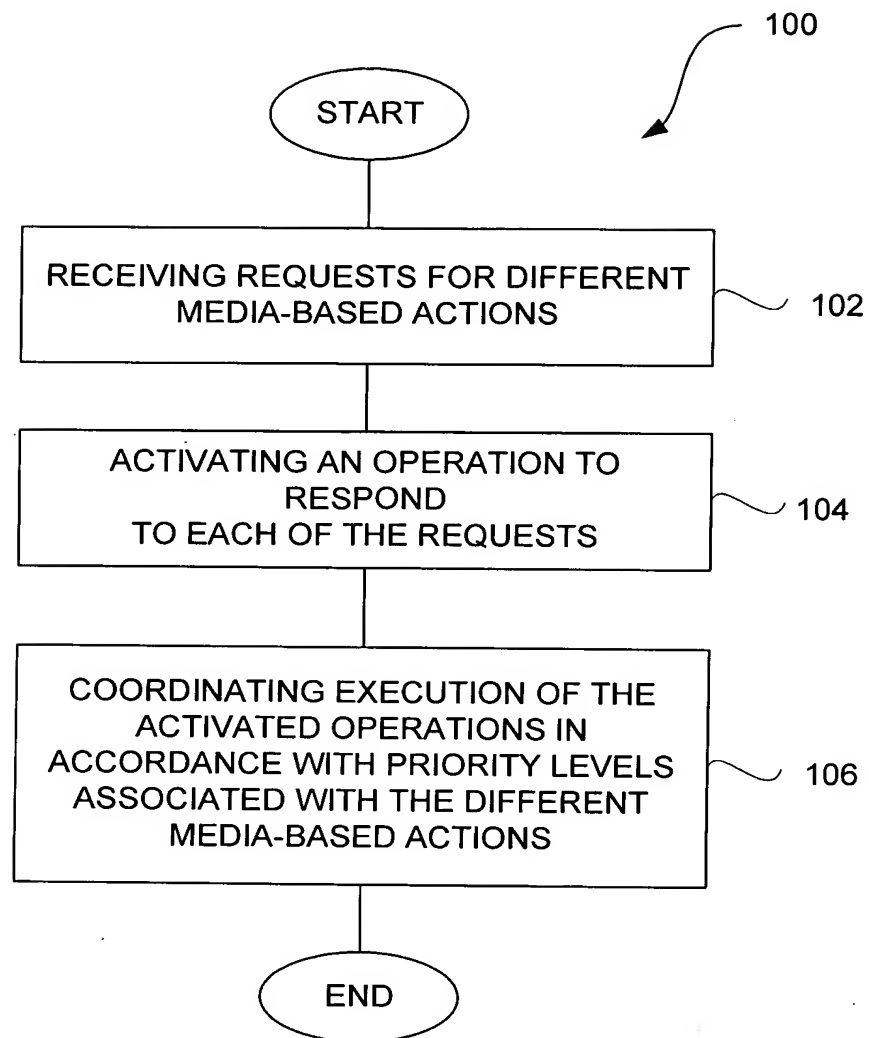 100
START
RECEIVING REQUESTS FOR DIFFERENT
MEDIA-BASED ACTIONS
102
ACTIVATING AN OPERATION TO
RESPOND
TO EACH OF THE REQUESTS
104
COORDINATING EXECUTION OF THE
ACTIVATED OPERATIONS IN
ACCORDANCE WITH PRIORITY LEVELS
ASSOCIATED WITH THE DIFFERENT
MEDIA-BASED ACTIONS
106
END